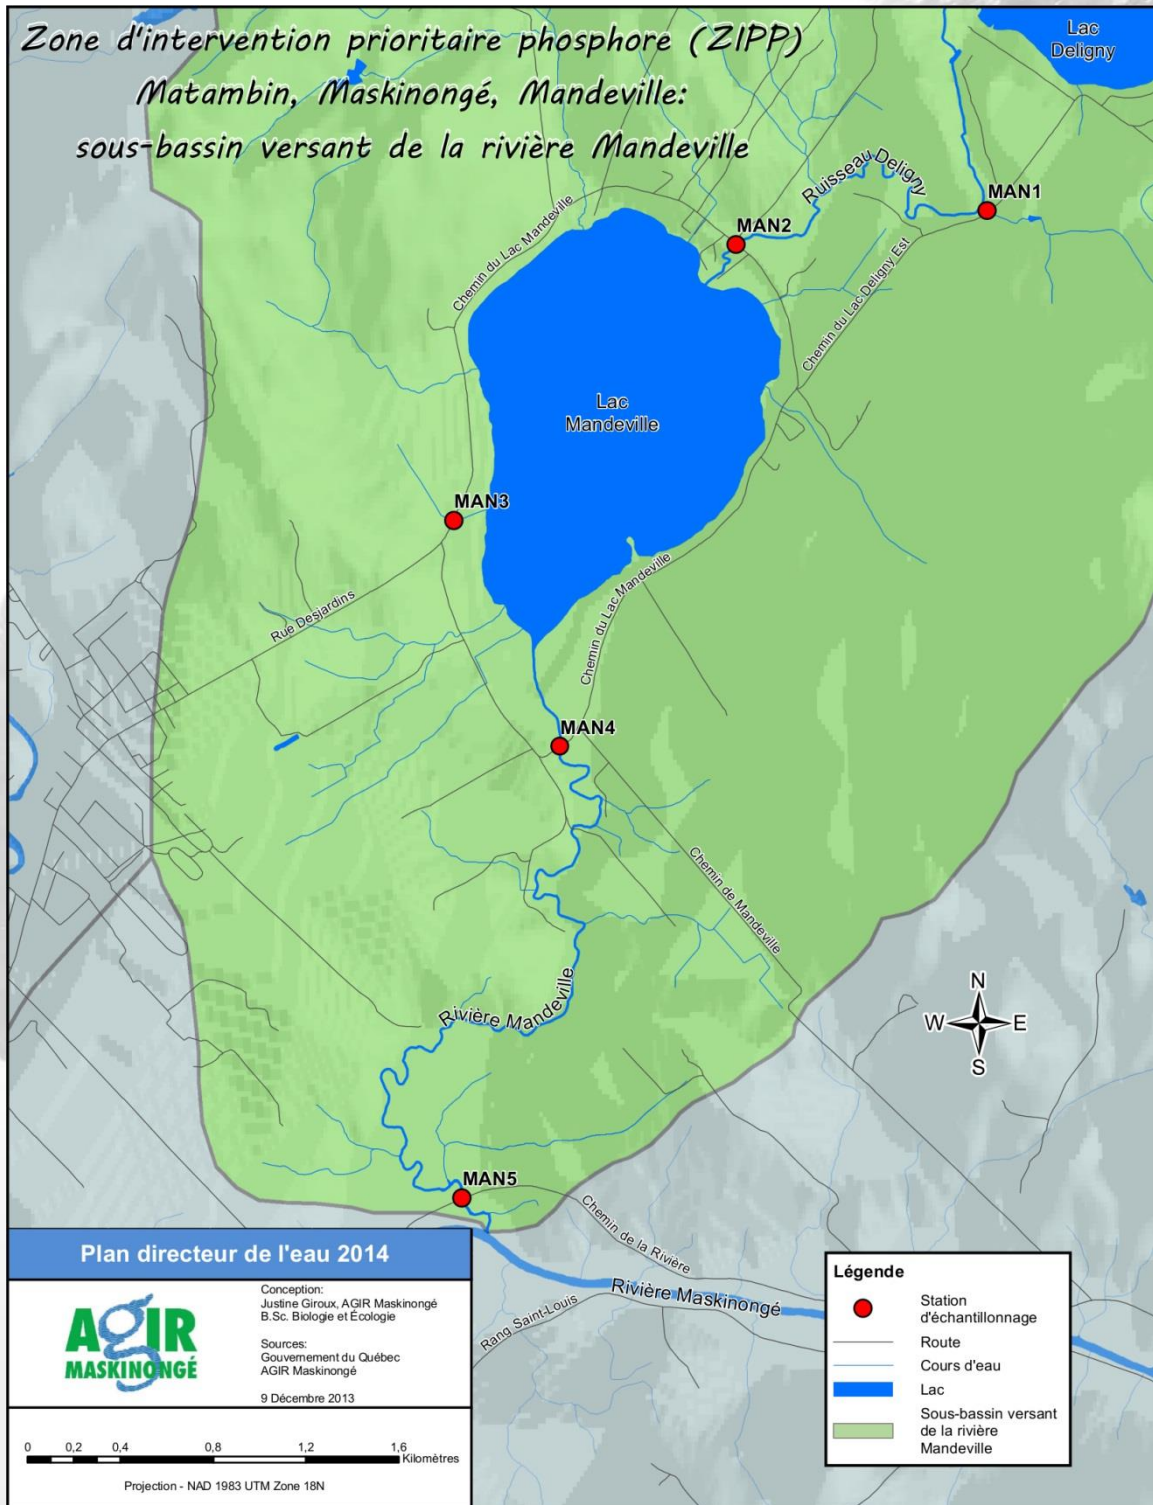 Zone d'intervention prioritaire phosphore (ZIPP)
Matambin, Maskinongé, Mandeville:
sous-bassin versant de la rivière Mandeville
Lac
Deligny
Ruisseau Deligny
MAN1
MAN2
Chemin du Lac Mandeville
Chemin du Lac Deligny Est
Lac
Mandeville
MAN3
Rue Desjardins
Chemin du Lac Mandeville
MAN4
Chemin de Mandeville
Rivière Mandeville
N
W
E
S
MAN5
Chemin de la Rivière
Rivière Maskinongé
Rang Saint-Louis
Plan directeur de l'eau 2014
AGIR
MASKINONGÉ
Conception:
Justine Giroux, AGIR Maskinongé
B.Sc. Biologie et Écologie
Sources:
Gouvernement du Québec
AGIR Maskinongé
9 Décembre 2013
0 0,2 0,4 0,8 1,2 1,6
Kilomètres
Projection - NAD 1983 UTM Zone 18N
Légende
Station
d'échantillonnage
Route
Cours d'eau
Lac
Sous-bassin versant
de la rivière
Mandeville